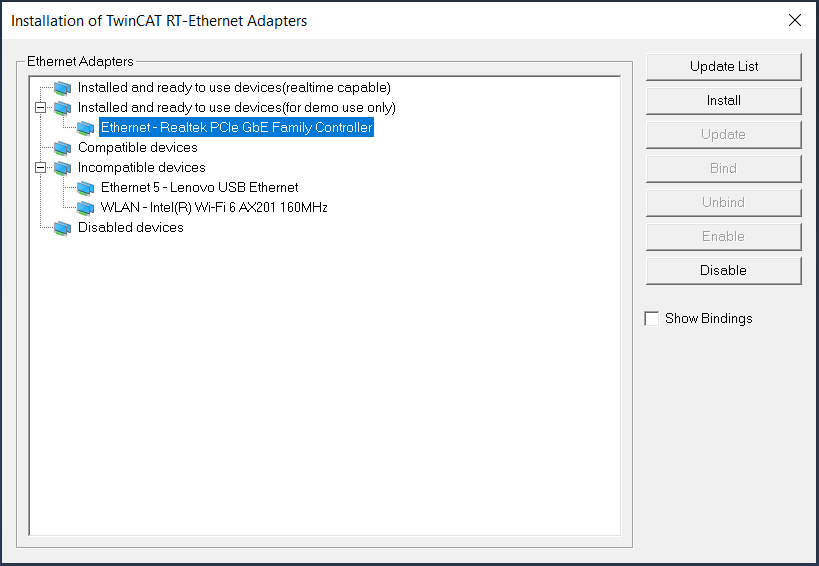 Installation of TwinCAT RT-Ethernet Adapters
Ethernet Adapters
Installed and ready to use devices(realtime capable)
Installed and ready to use devices(for demo use only)
Ethernet - Realtek PCIe GbE Family Controller
Compatible devices
Incompatible devices
Ethernet 5 - Lenovo USB Ethernet
WLAN - Intel(R) Wi-Fi 6 AX201 160MHz
Disabled devices
Update List
Install
Update
Bind
Unbind
Enable
Disable
Show Bindings